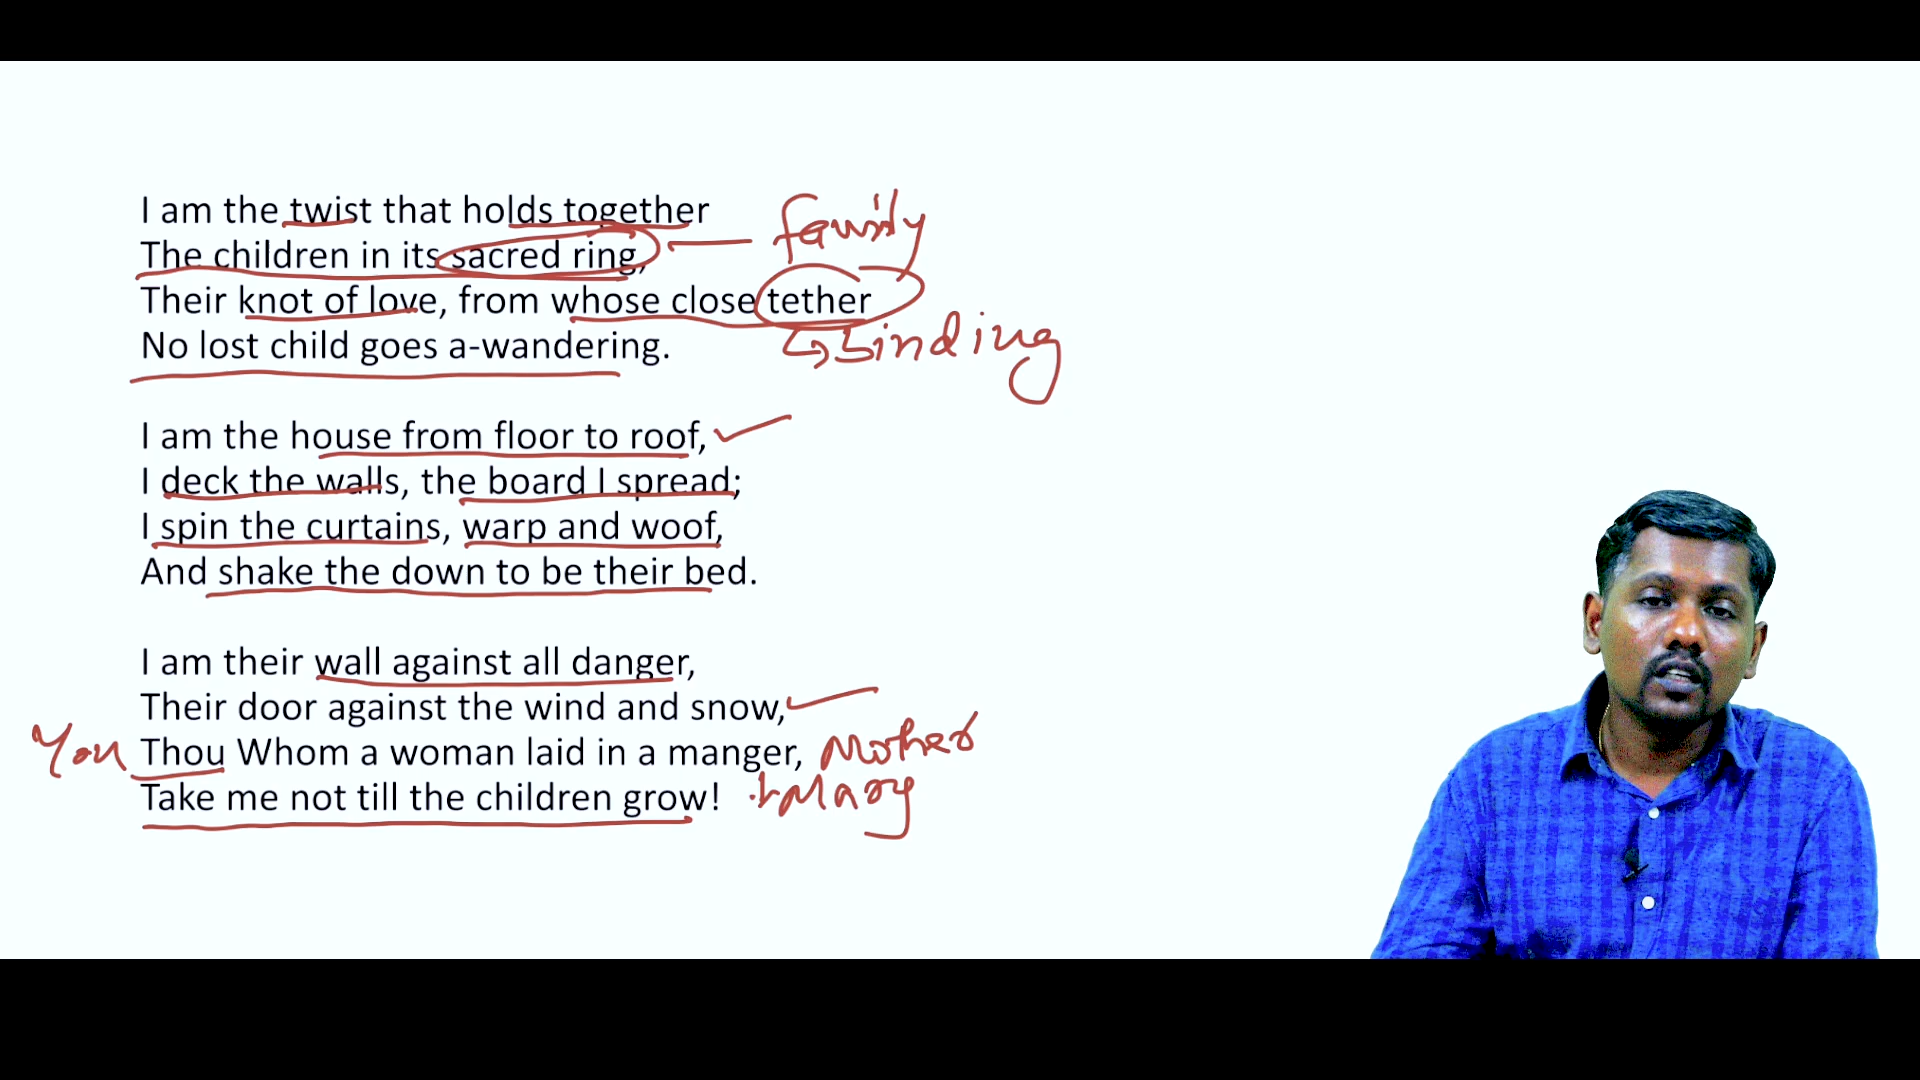 I am the twist that holds together
The children in its sacred ring, family
Their knot of love, from whose close tether
No lost child goes a-wandering. binding
I am the house from floor to roof,
I deck the walls, the board I spread;
I spin the curtains, warp and woof,
And shake the down to be their bed.
I am their wall against all danger,
Their door against the wind and snow,
You Thou Whom a woman laid in a manger, Mother
Take me not till the children grow! Mary